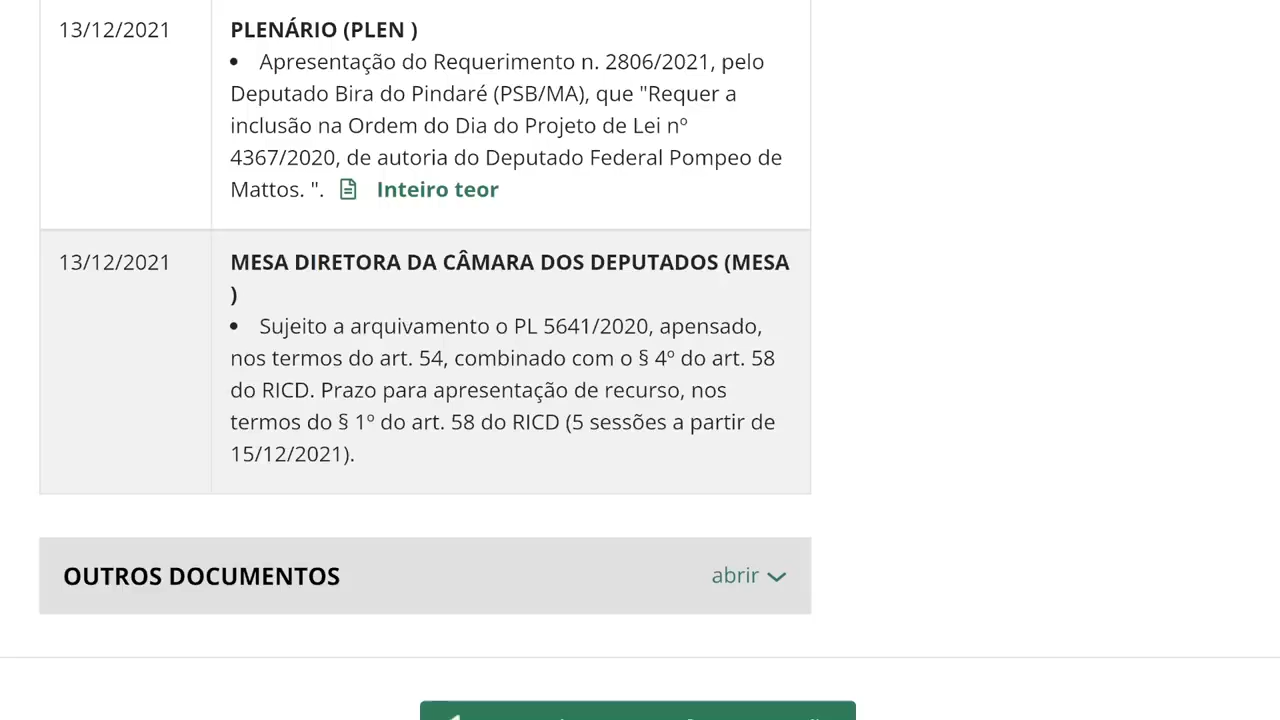 13/12/2021
PLENÁRIO (PLEN )
• Apresentação do Requerimento n. 2806/2021, pelo
Deputado Bira do Pindaré (PSB/MA), que "Requer a
inclusão na Ordem do Dia do Projeto de Lei nº
4367/2020, de autoria do Deputado Federal Pompeo de
Mattos. ". Inteiro teor
13/12/2021
MESA DIRETORA DA CÂMARA DOS DEPUTADOS (MESA
)
• Sujeito a arquivamento o PL 5641/2020, apensado,
nos termos do art. 54, combinado com o § 4º do art. 58
do RICD. Prazo para apresentação de recurso, nos
termos do § 1º do art. 58 do RICD (5 sessões a partir de
15/12/2021).
OUTROS DOCUMENTOS
abrir